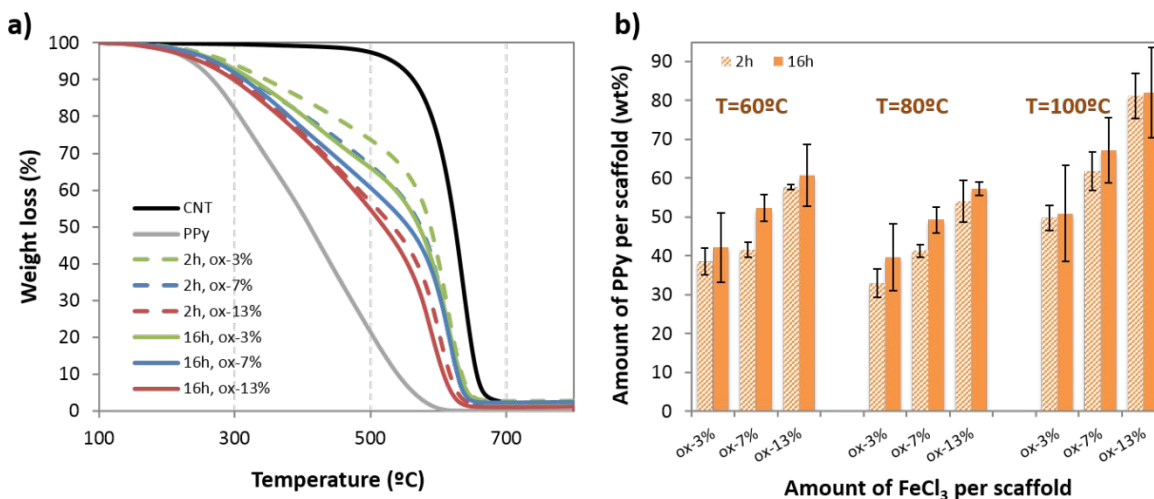 a)
Weight loss (%)
100
90
80
70
60
50
40
30
20
10
0
CNT
PPy
2h, ox-3%
2h, ox-7%
2h, ox-13%
16h, ox-3%
16h, ox-7%
16h, ox-13%
100
300
500
700
Temperature (ºC)
b)
Amount of PPy per scaffold (wt%)
90
80
70
60
50
40
30
20
10
0
2h
16h
T=60ºC
T=80ºC
T=100ºC
ox-3%
ox-7%
ox-13%
ox-3%
ox-7%
ox-13%
ox-3%
ox-7%
ox-13%
Amount of FeCl3 per scaffold